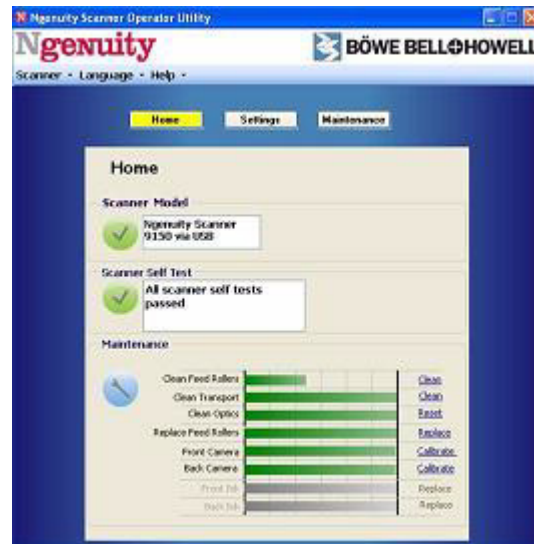 Ngenuity Scanner Operator Utility
Ngenuity
BÖWE BELL+HOWELL
Scanner - Language - Help -
Home Settings Maintenance
Home
Scanner Model
Ngenuity Scanner
9150 via USB
Scanner Self Test
All scanner self tests
passed
Maintenance
Clean Feed Rollers Clean
Clean Transport Clean
Clean Optics Reset
Replace Feed Rollers Replace
Front Camera Calibrate
Back Camera Calibrate
Front Ink Replace
Back Ink Replace